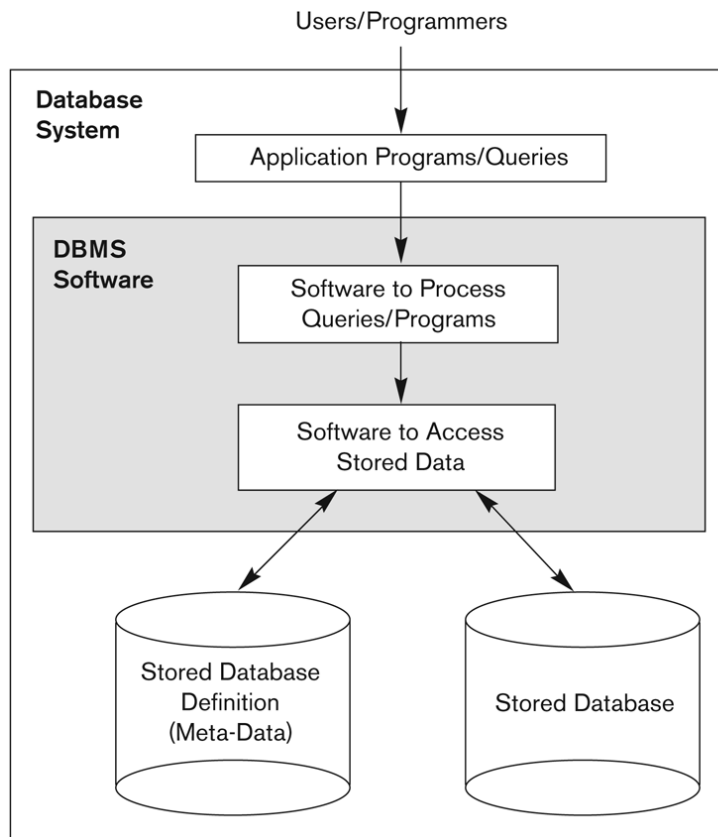 Users/Programmers
Database
System
Application Programs/Queries
DBMS
Software
Software to Process
Queries/Programs
Software to Access
Stored Data
Stored Database
Definition
(Meta-Data)
Stored Database